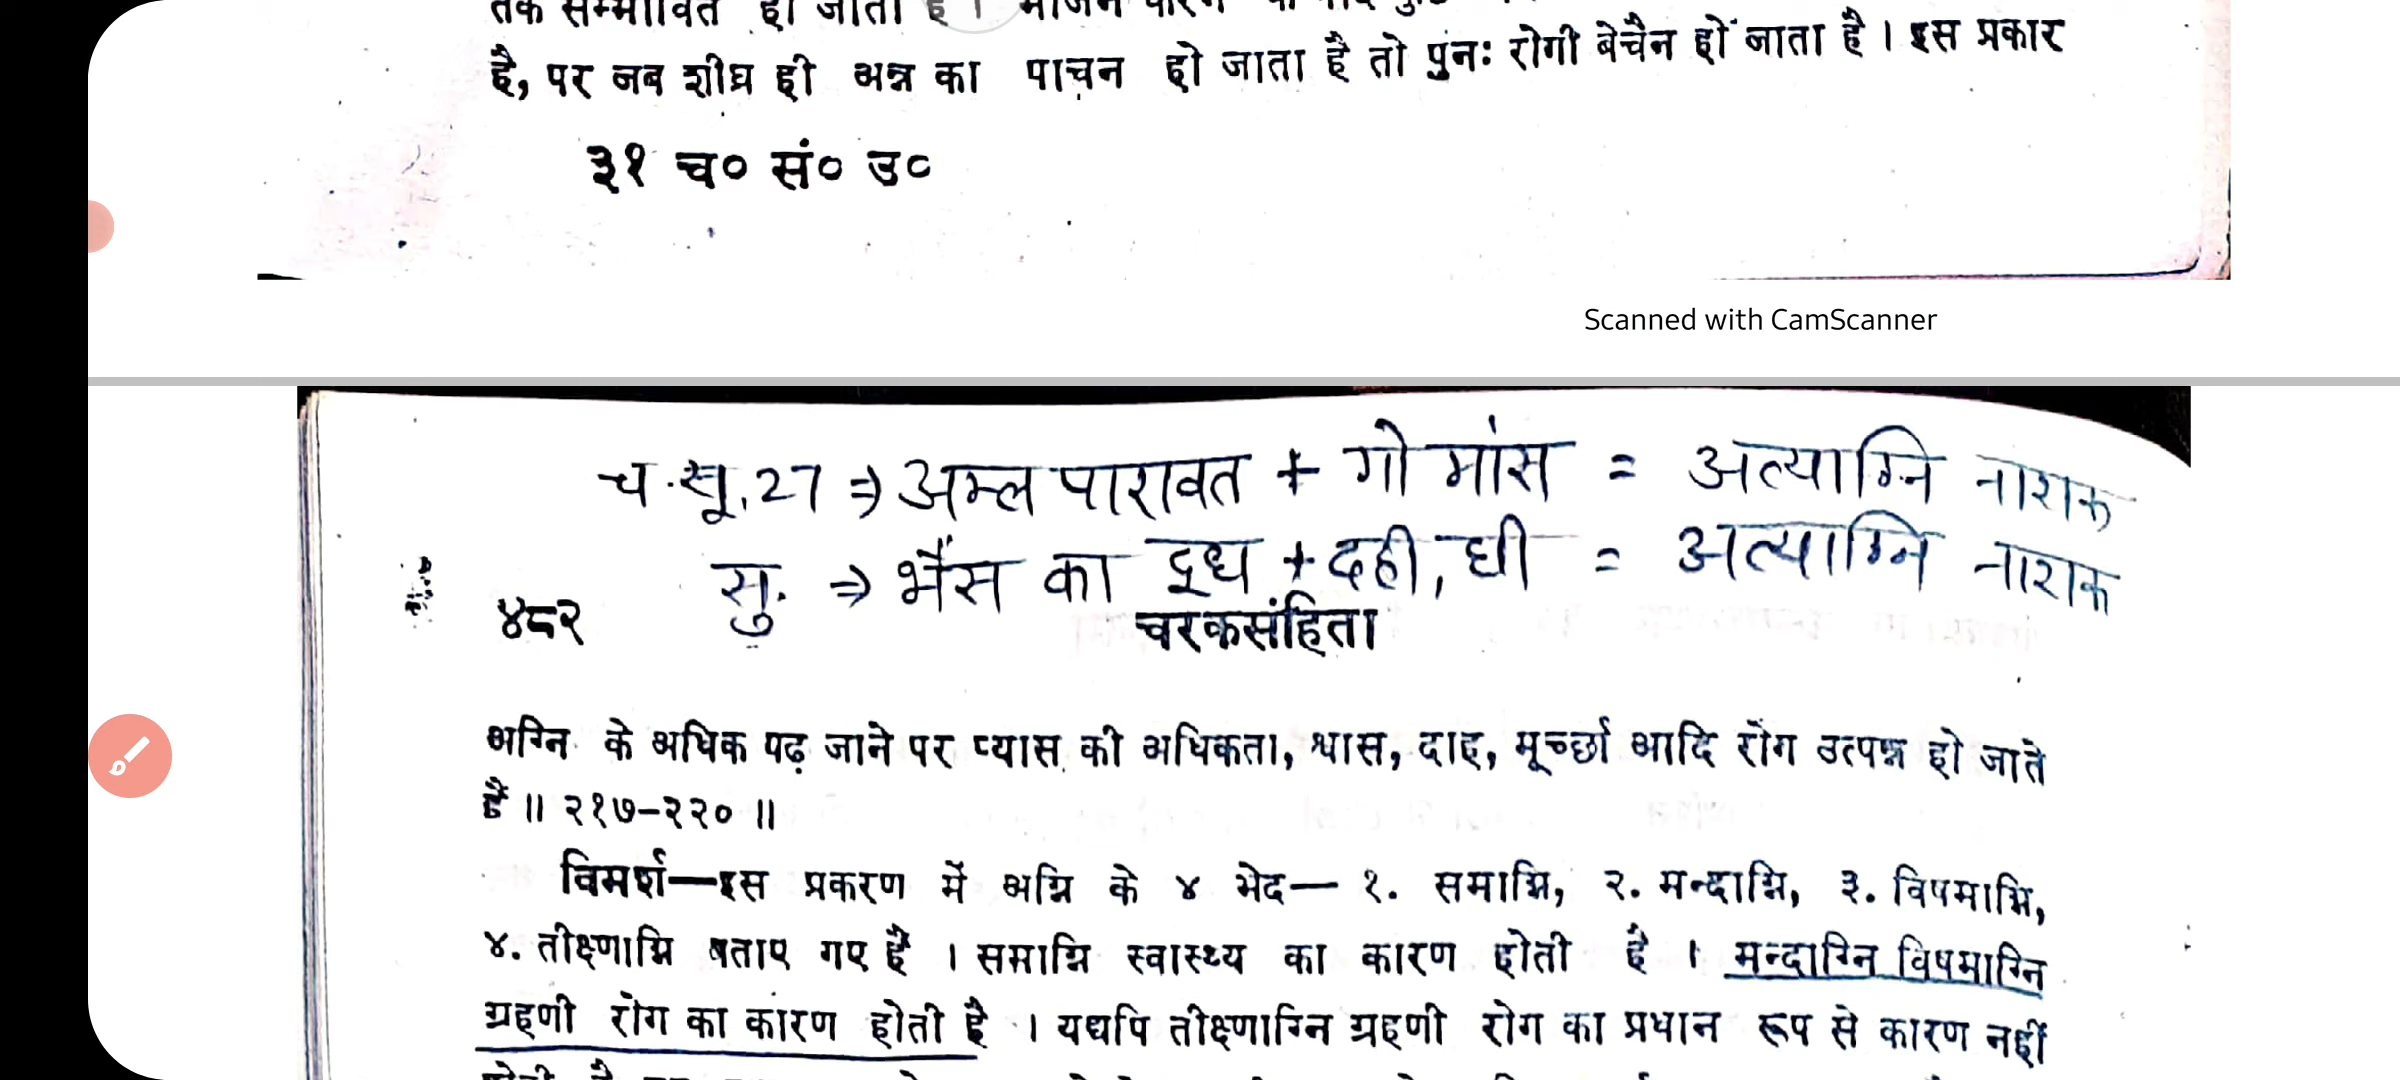 तक सम्भावित हो जाती है ।
है, पर जब शीघ्र ही अन्न का पाचन हो जाता है तो पुनः रोगी बेचैन हो जाता है । इस प्रकार
३१ च० सं० उ०
Scanned with CamScanner
च.सू.27 ⇒ अम्ल पारावत + गो मांस = अत्याग्नि नाशक
सु. ⇒ भैंस का दूध + दही, घी = अत्याग्नि नाशक
४८२ चरकसंहिता
अग्नि के अधिक बढ़ जाने पर प्यास की अधिकता, श्वास, दाह, मूर्च्छा आदि रोग उत्पन्न हो जाते
हैं ॥ २१७-२२० ॥
विमर्श—इस प्रकरण में अग्नि के ४ भेद— १. समाग्नि, २. मन्दाग्नि, ३. विषमाग्नि,
४. तीक्ष्णाग्नि बताए गए हैं । समाग्नि स्वास्थ्य का कारण होती है । मन्दाग्नि विषमाग्नि
ग्रहणी रोग का कारण होती है । यद्यपि तीक्ष्णाग्नि ग्रहणी रोग का प्रधान रूप से कारण नहीं